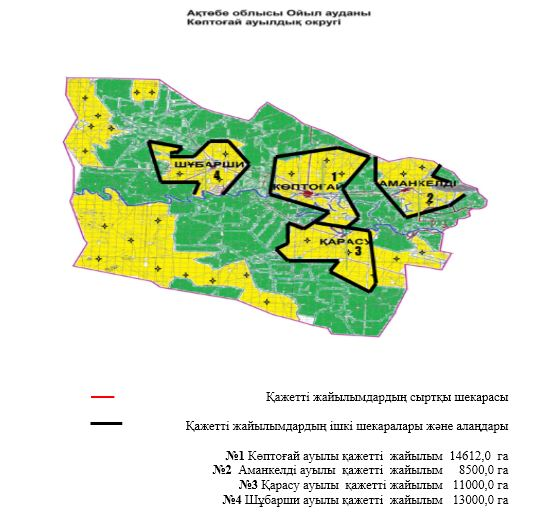 Ақтөбе облысы Ойыл ауданы
Көптоғай ауылдық округі
ШҰБАРШИ
4
1
КӨПТОҒАЙ
АМАНКЕЛДІ
2
ҚАРАСУ
3
Қажетті жайылымдардың сыртқы шекарасы
Қажетті жайылымдардың ішкі шекаралары және алаңдары
№1 Көптоғай ауылы қажетті жайылым 14612,0 га
№2 Аманкелді ауылы қажетті жайылым 8500,0 га
№3 Қарасу ауылы қажетті жайылым 11000,0 га
№4 Шұбарши ауылы қажетті жайылым 13000,0 га